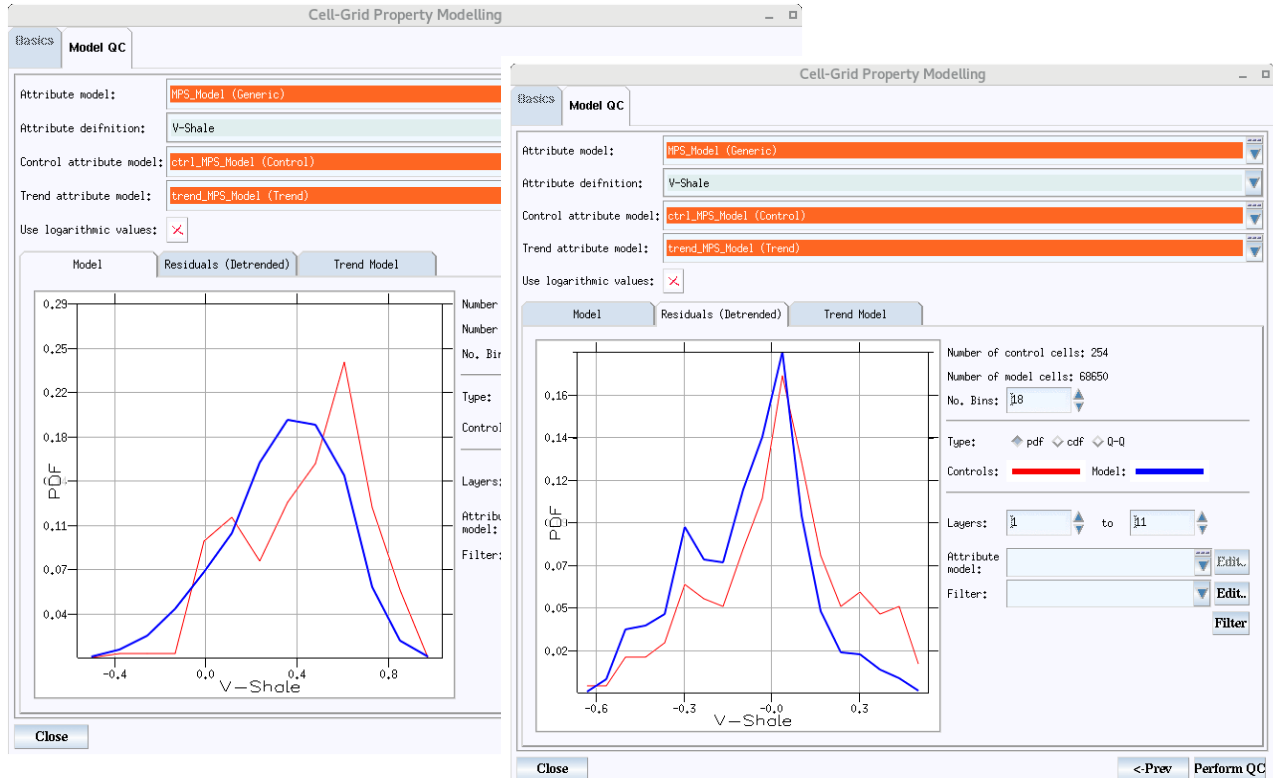 Cell-Grid Property Modelling
Basics
Model QC
Attribute model:
MPS_Model (Generic)
Attribute deifnition:
V-Shale
Control attribute model:
ctrl_MPS_Model (Control)
Trend attribute model:
trend_MPS_Model (Trend)
Use logarithmic values:
Model
Residuals (Detrended)
Trend Model
0.29
0.25
0.22
0.18
0.11
0.07
0.04
PDF
-0.4
0.0
0.4
0.8
V-Shale
Number
Number
No. Bi
Type:
Control
Layers:
Attribu
model:
Filter:
Close
Cell-Grid Property Modelling
Basics
Model QC
Attribute model:
MPS_Model (Generic)
Attribute deifnition:
V-Shale
Control attribute model:
ctrl_MPS_Model (Control)
Trend attribute model:
trend_MPS_Model (Trend)
Use logarithmic values:
Model
Residuals (Detrended)
Trend Model
0.16
0.14
0.12
0.07
0.05
0.02
PDF
-0.6
-0.3
-0.0
0.3
V-Shale
Number of control cells: 254
Number of model cells: 68650
No. Bins: 18
Type: pdf cdf Q-Q
Controls: Model:
Layers: 1 to 11
Attribute
model:
Edit..
Filter:
Edit..
Filter
Close
<-Prev
Perform QC